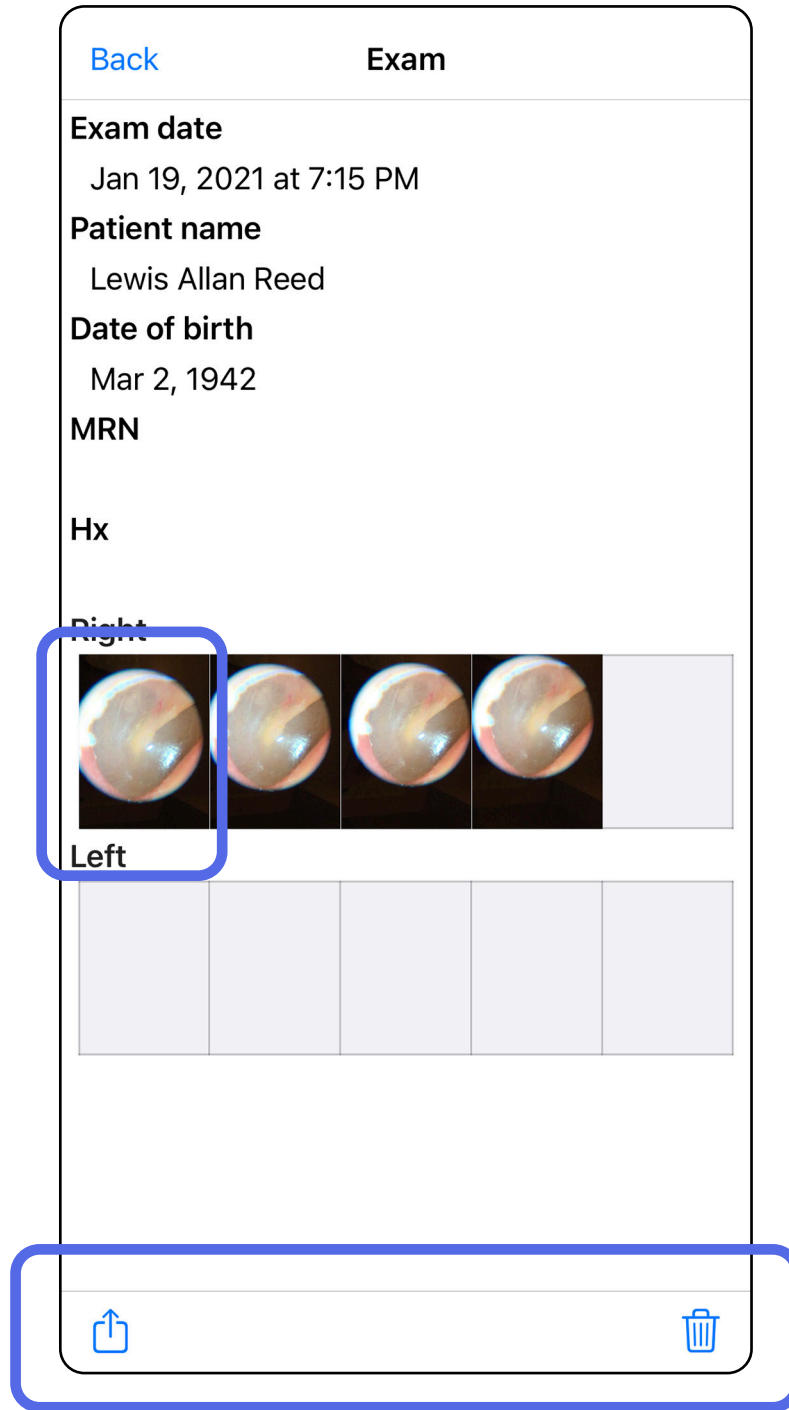 Back
Exam
Exam date
Jan 19, 2021 at 7:15 PM
Patient name
Lewis Allan Reed
Date of birth
Mar 2, 1942
MRN
Hx
Right
Left